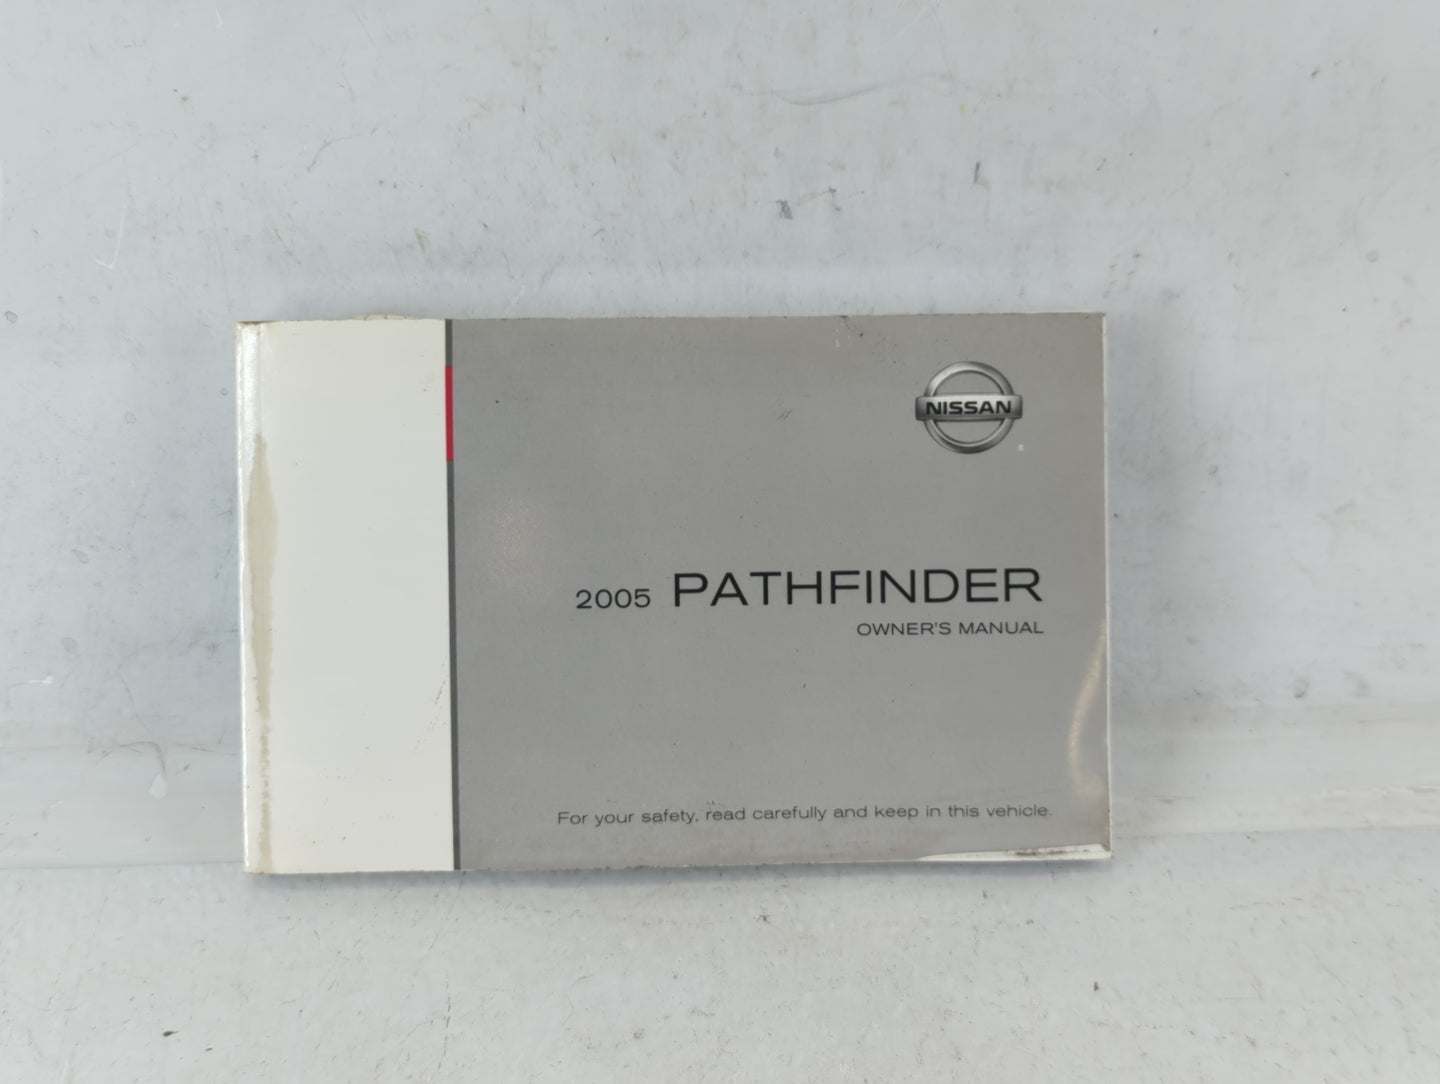 NISSAN
2005 PATHFINDER
OWNER'S MANUAL
For your safety, read carefully and keep in this vehicle.